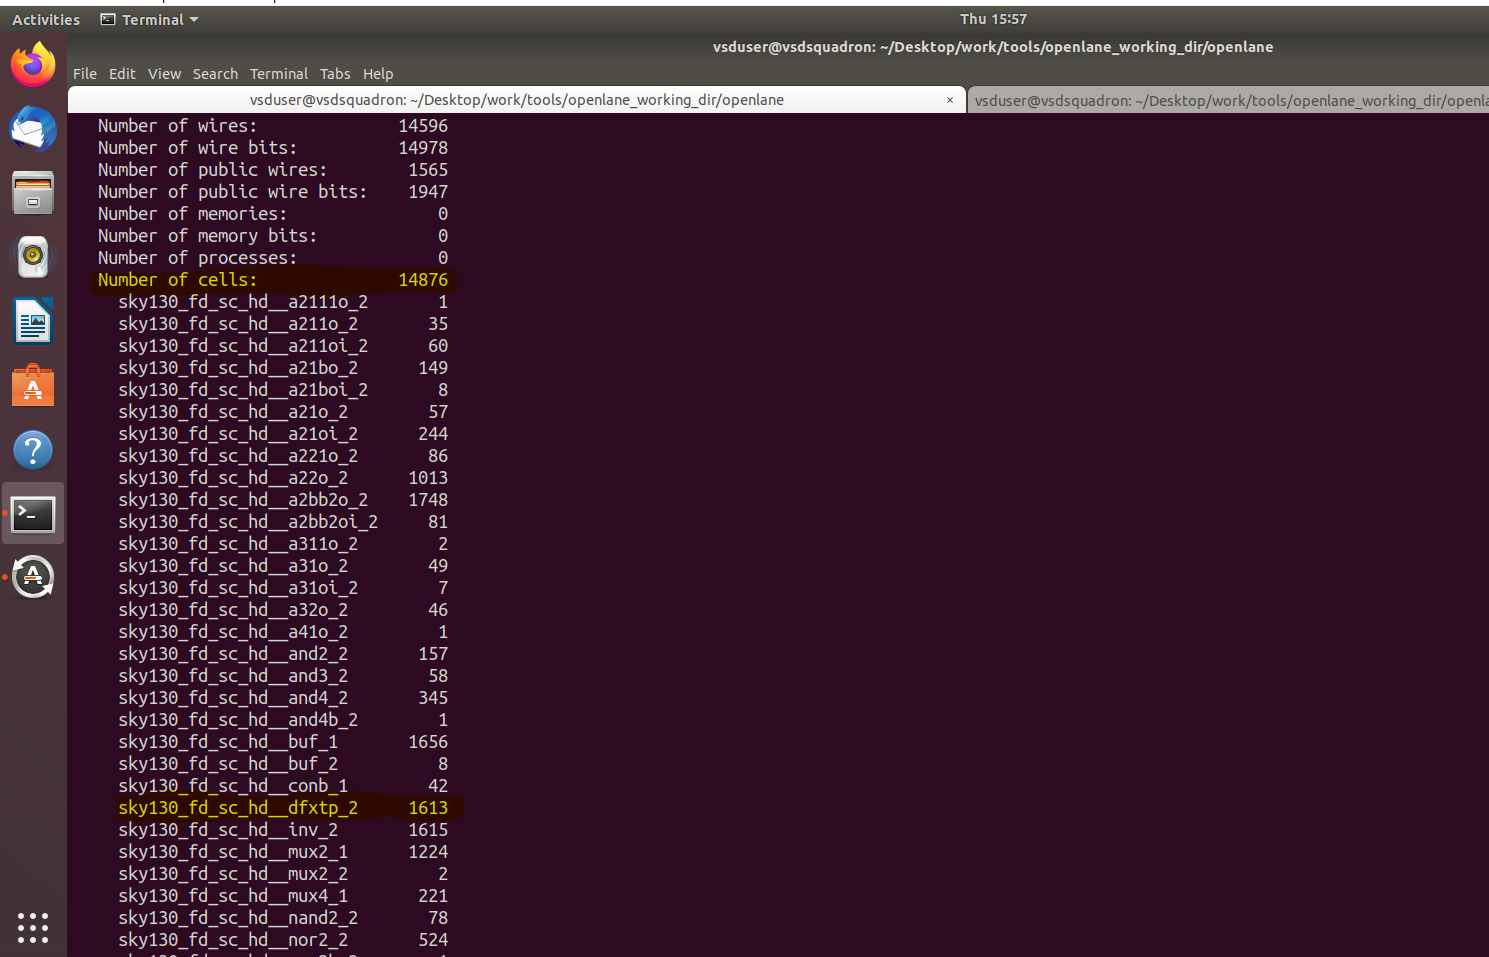 Activities Terminal Thu 15:57
vsduser@vsdsquadron: ~/Desktop/work/tools/openlane_working_dir/openlane
File Edit View Search Terminal Tabs Help
vsduser@vsdsquadron: ~/Desktop/work/tools/openlane_working_dir/openlane × vsduser@vsdsquadron: ~/Desktop/work/tools/openlane_working_dir/openla
Number of wires: 14596
Number of wire bits: 14978
Number of public wires: 1565
Number of public wire bits: 1947
Number of memories: 0
Number of memory bits: 0
Number of processes: 0
Number of cells: 14876
sky130_fd_sc_hd__a2111o_2 1
sky130_fd_sc_hd__a211o_2 35
sky130_fd_sc_hd__a211oi_2 60
sky130_fd_sc_hd__a21bo_2 149
sky130_fd_sc_hd__a21boi_2 8
sky130_fd_sc_hd__a21o_2 57
sky130_fd_sc_hd__a21oi_2 244
sky130_fd_sc_hd__a221o_2 86
sky130_fd_sc_hd__a22o_2 1013
sky130_fd_sc_hd__a2bb2o_2 1748
sky130_fd_sc_hd__a2bb2oi_2 81
sky130_fd_sc_hd__a311o_2 2
sky130_fd_sc_hd__a31o_2 49
sky130_fd_sc_hd__a31oi_2 7
sky130_fd_sc_hd__a32o_2 46
sky130_fd_sc_hd__a41o_2 1
sky130_fd_sc_hd__and2_2 157
sky130_fd_sc_hd__and3_2 58
sky130_fd_sc_hd__and4_2 345
sky130_fd_sc_hd__and4b_2 1
sky130_fd_sc_hd__buf_1 1656
sky130_fd_sc_hd__buf_2 8
sky130_fd_sc_hd__conb_1 42
sky130_fd_sc_hd__dfxtp_2 1613
sky130_fd_sc_hd__inv_2 1615
sky130_fd_sc_hd__mux2_1 1224
sky130_fd_sc_hd__mux2_2 2
sky130_fd_sc_hd__mux4_1 221
sky130_fd_sc_hd__nand2_2 78
sky130_fd_sc_hd__nor2_2 524